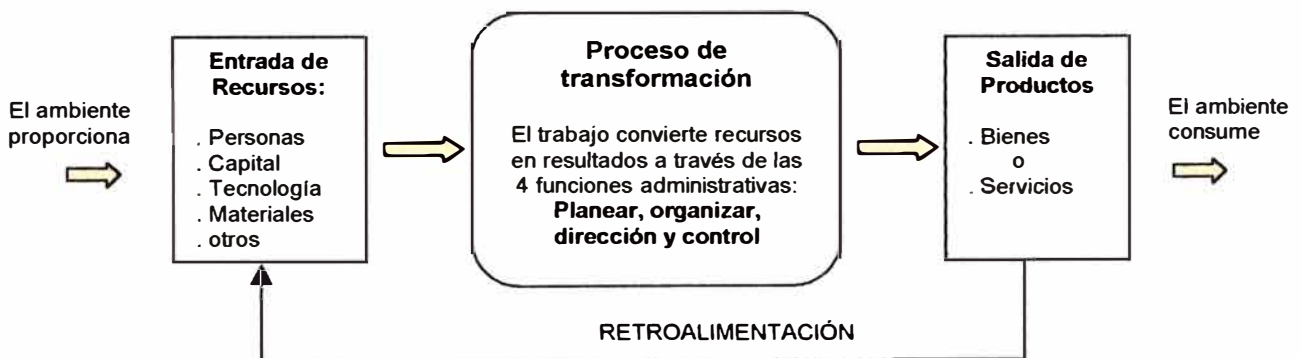 El ambiente
proporciona
Entrada de
Recursos:
. Personas
. Capital
. Tecnología
. Materiales
. otros
Proceso de
transformación
El trabajo convierte recursos
en resultados a través de las
4 funciones administrativas:
Planear, organizar,
dirección y control
Salida de
Productos
. Bienes
o
. Servicios
El ambiente
consume
RETROALIMENTACIÓN